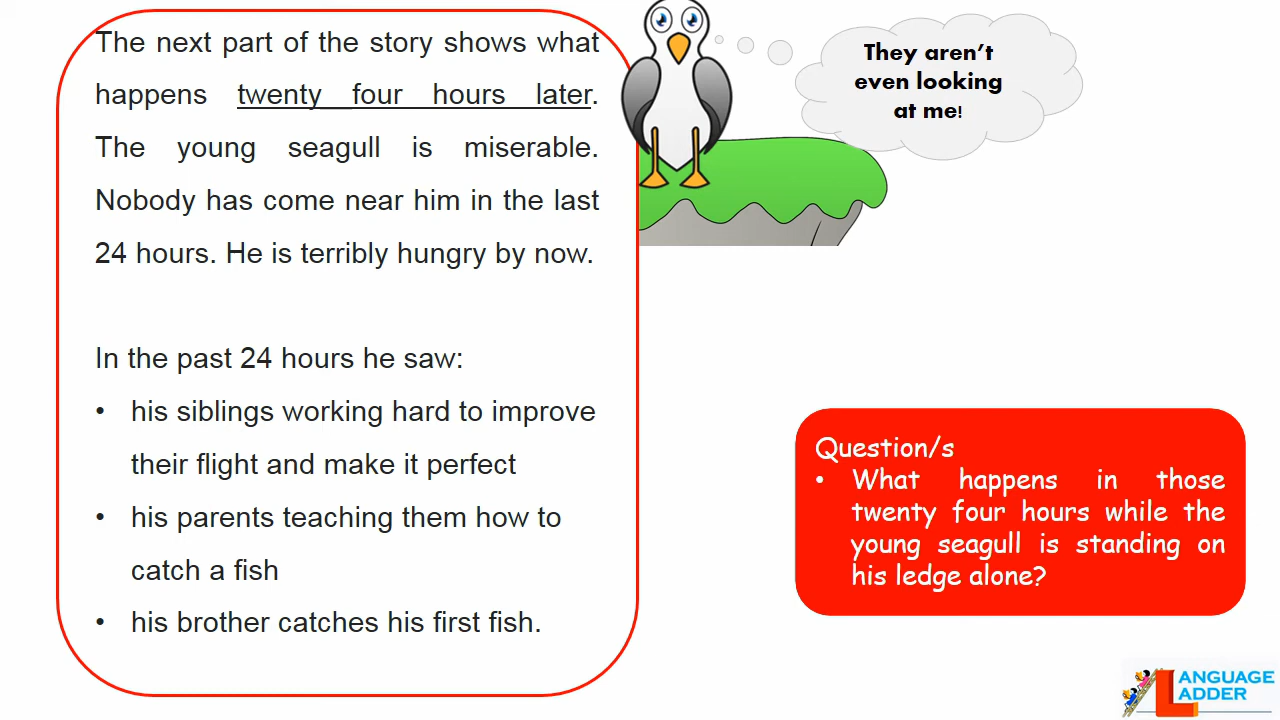 The next part of the story shows what
happens twenty four hours later.
The young seagull is miserable.
Nobody has come near him in the last
24 hours. He is terribly hungry by now.
In the past 24 hours he saw:
• his siblings working hard to improve
their flight and make it perfect
• his parents teaching them how to
catch a fish
• his brother catches his first fish.
They aren't
even looking
at me!
Question/s
• What happens in those
twenty four hours while the
young seagull is standing on
his ledge alone?
LANGUAGE
LADDER